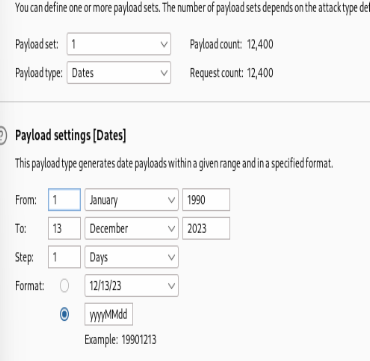 You can define one or more payload sets. The number of payload sets depends on the attack type def
Payload set: 1 Payload count: 12,400
Payload type: Dates Request count: 12,400
Payload settings [Dates]
This payload type generates date payloads within a given range and in a specified format.
From: 1 January 1990
To: 13 December 2023
Step: 1 Days
Format: 12/13/23
yyyyMMdd
Example: 19901213